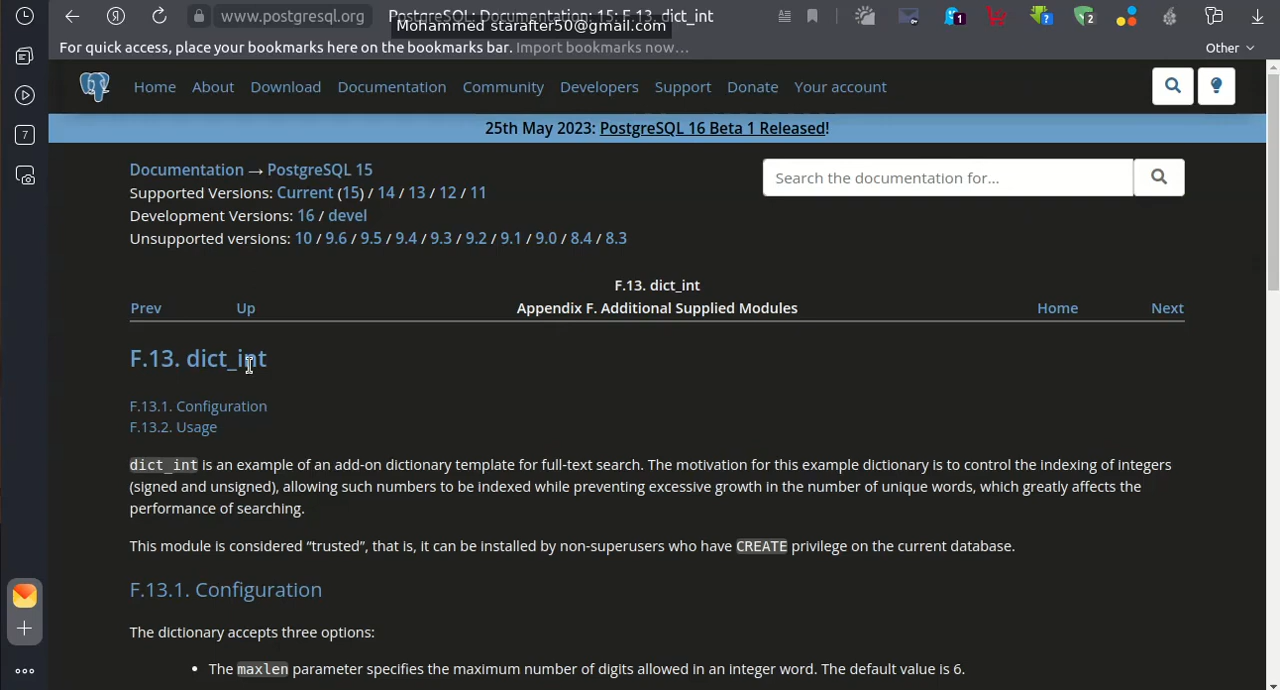 www.postgresql.org PostgreSQL: Documentation: 15: F.13. dict_int
Mohammed starafter50@gmail.com
For quick access, place your bookmarks here on the bookmarks bar. Import bookmarks now… Other
Home About Download Documentation Community Developers Support Donate Your account
25th May 2023: PostgreSQL 16 Beta 1 Released!
Documentation → PostgreSQL 15
Supported Versions: Current (15) / 14 / 13 / 12 / 11
Search the documentation for...
Development Versions: 16 / devel
Unsupported versions: 10 / 9.6 / 9.5 / 9.4 / 9.3 / 9.2 / 9.1 / 9.0 / 8.4 / 8.3
F.13. dict_int
Prev Up Appendix F. Additional Supplied Modules Home Next
F.13. dict_int
F.13.1. Configuration
F.13.2. Usage
dict_int is an example of an add-on dictionary template for full-text search. The motivation for this example dictionary is to control the indexing of integers
(signed and unsigned), allowing such numbers to be indexed while preventing excessive growth in the number of unique words, which greatly affects the
performance of searching.
This module is considered “trusted”, that is, it can be installed by non-superusers who have CREATE privilege on the current database.
F.13.1. Configuration
The dictionary accepts three options:
• The maxlen parameter specifies the maximum number of digits allowed in an integer word. The default value is 6.
7
1
?
2